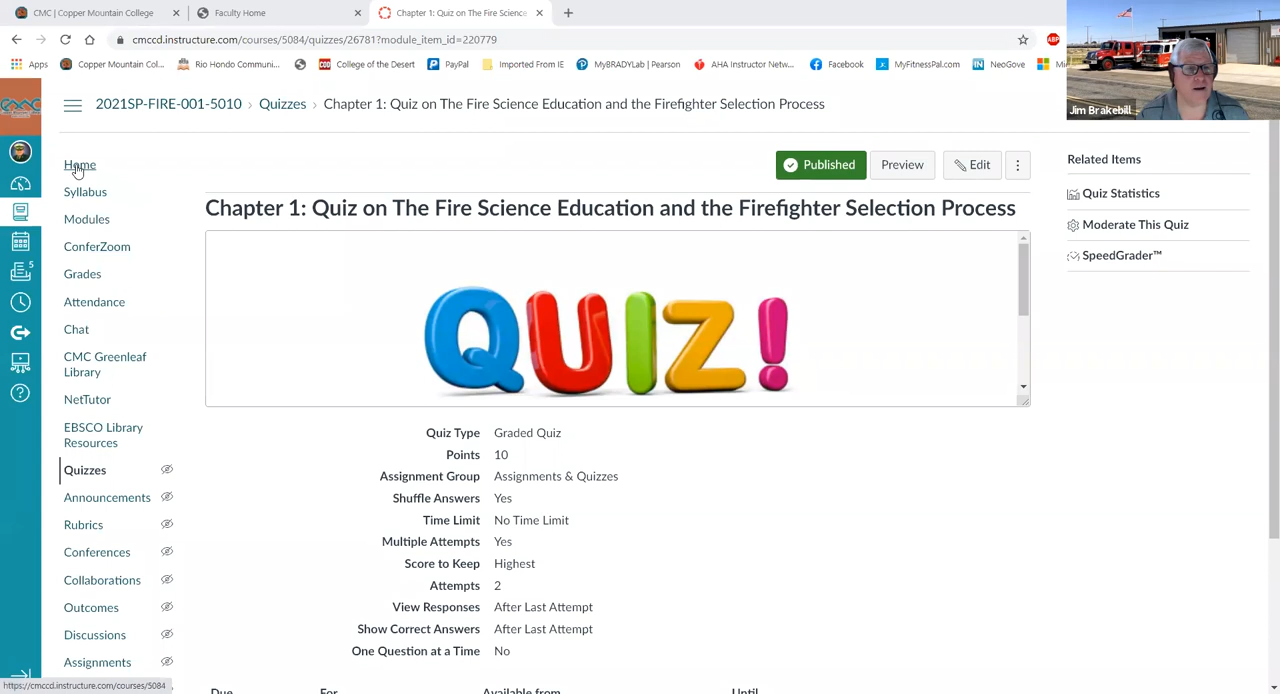 CMC | Copper Mountain College
Faculty Home
Chapter 1: Quiz on The Fire Science
cmccd.instructure.com/courses/5084/quizzes/26781?module_item_id=220779
ABP
Apps
Copper Mountain Col...
Rio Hondo Communi...
College of the Desert
PayPal
Imported From IE
MyBRADYLab | Pearson
AHA Instructor Netw...
Facebook
MyFitnessPal.com
NeoGov
Jim Brakebill
CMC
2021SP-FIRE-001-5010 › Quizzes › Chapter 1: Quiz on The Fire Science Education and the Firefighter Selection Process
Home
Syllabus
Modules
ConferZoom
Grades
5
Attendance
Chat
CMC Greenleaf
Library
NetTutor
EBSCO Library
Resources
Quizzes
Announcements
Rubrics
Conferences
Collaborations
Outcomes
Discussions
Assignments
Published
Preview
Edit
Chapter 1: Quiz on The Fire Science Education and the Firefighter Selection Process
QUIZ!
Quiz Type Graded Quiz
Points 10
Assignment Group Assignments & Quizzes
Shuffle Answers Yes
Time Limit No Time Limit
Multiple Attempts Yes
Score to Keep Highest
Attempts 2
View Responses After Last Attempt
Show Correct Answers After Last Attempt
One Question at a Time No
Due For Available from Until
Related Items
Quiz Statistics
Moderate This Quiz
SpeedGrader™
https://cmccd.instructure.com/courses/5084